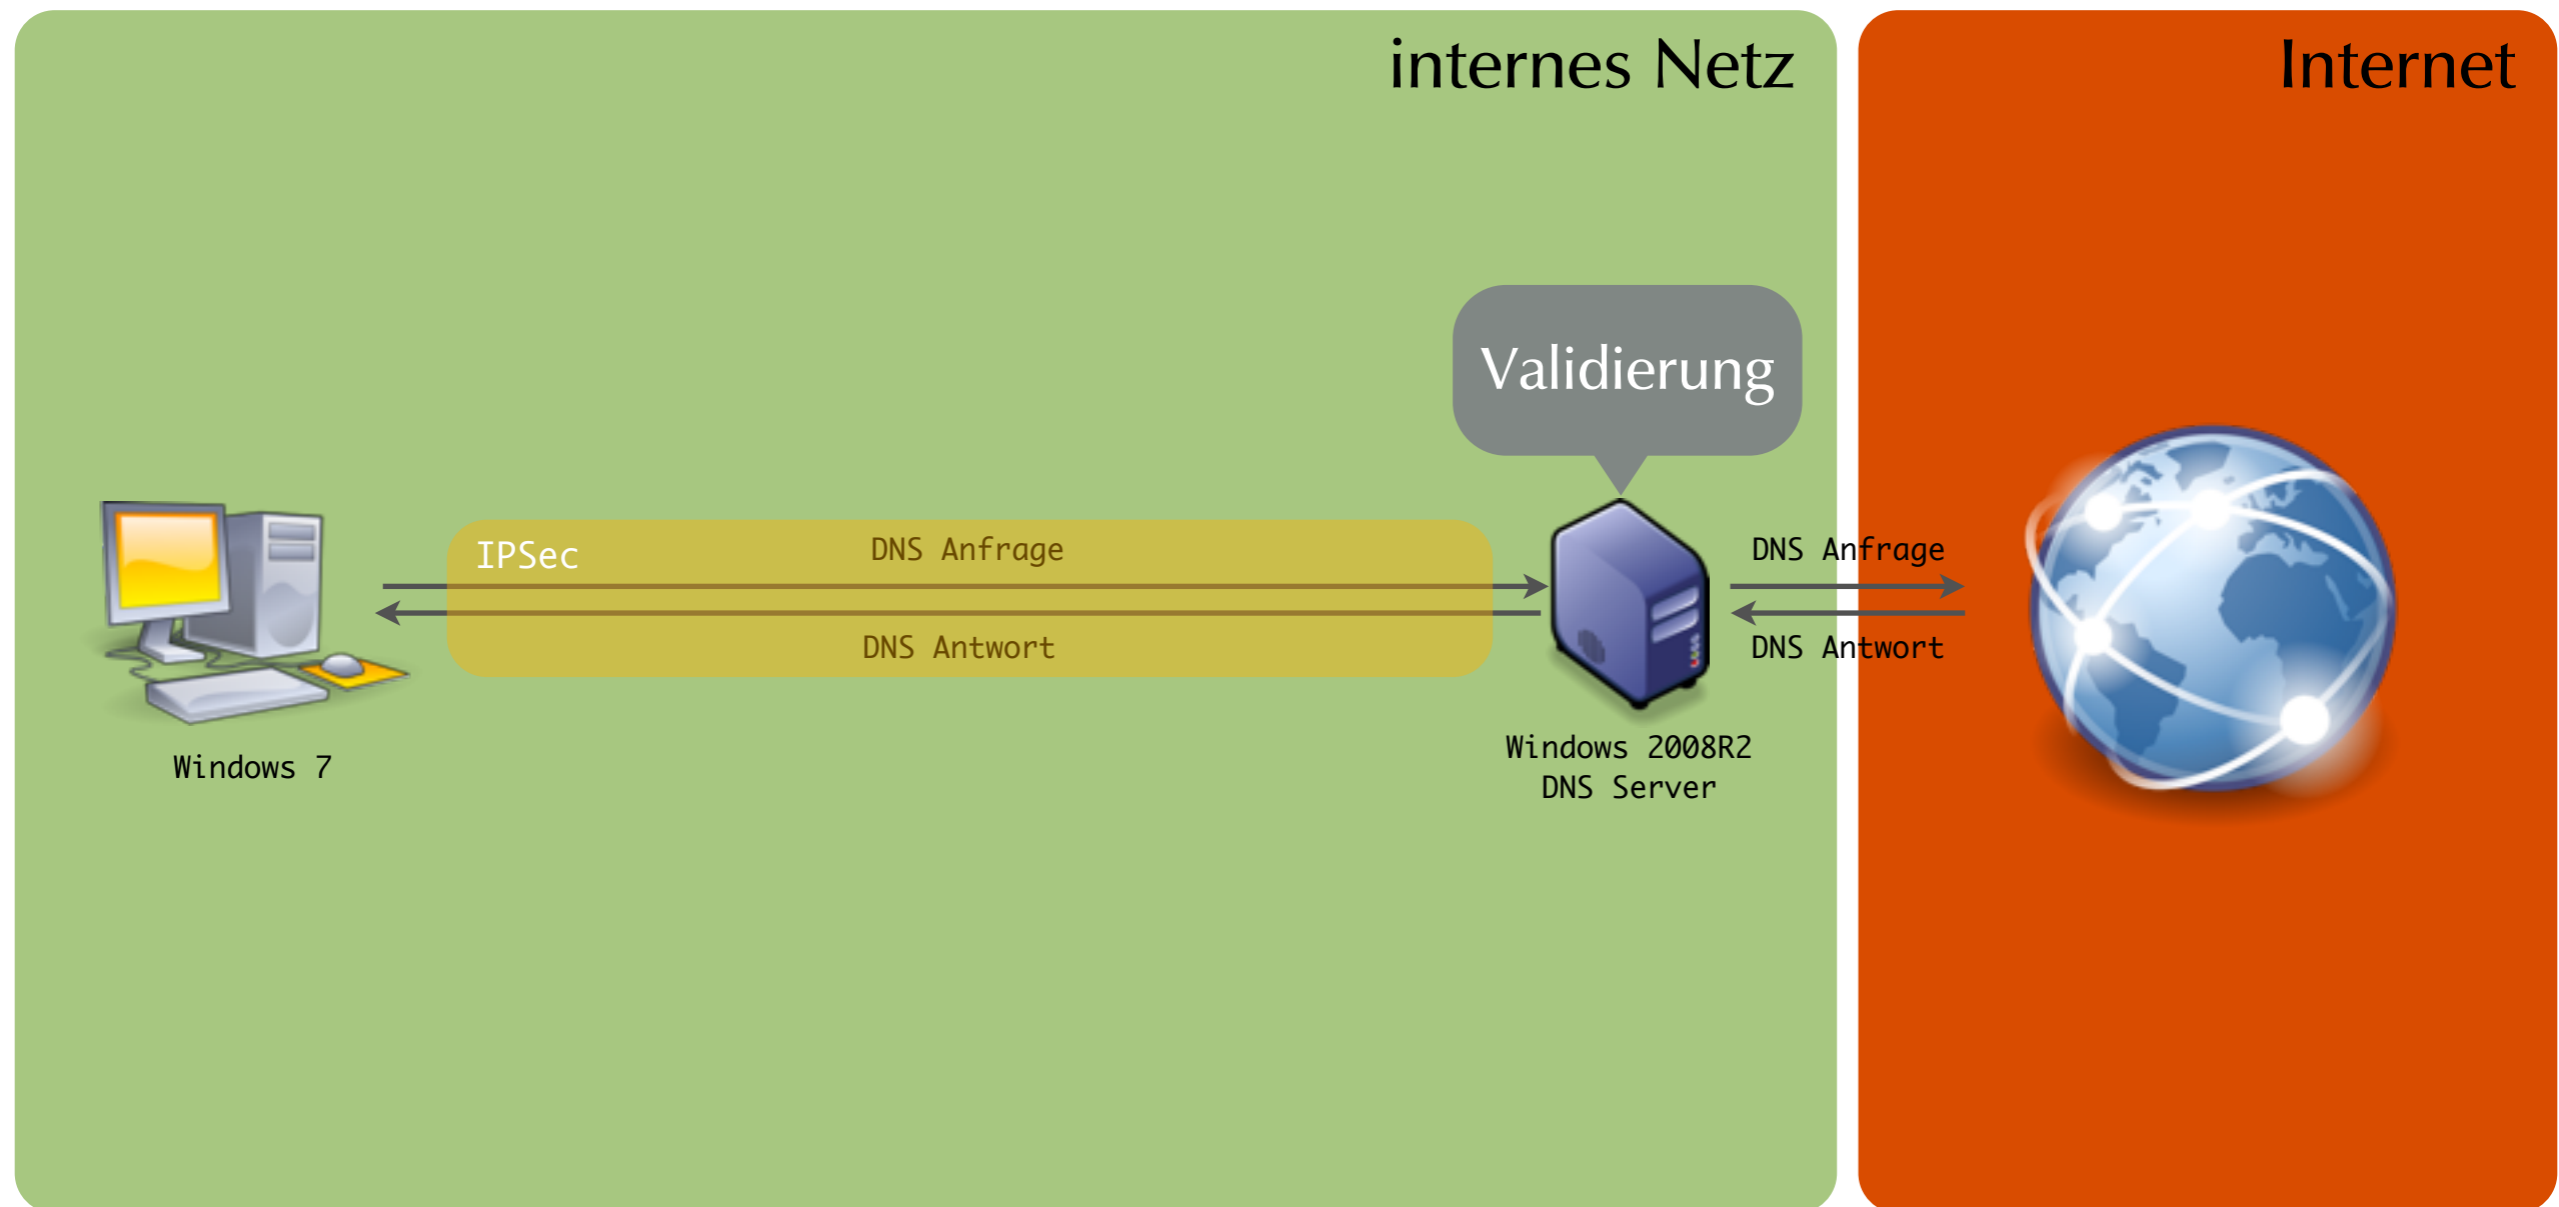 internes Netz
Internet
Validierung
IPSec
DNS Anfrage
DNS Anfrage
DNS Antwort
DNS Antwort
Windows 7
Windows 2008R2
DNS Server